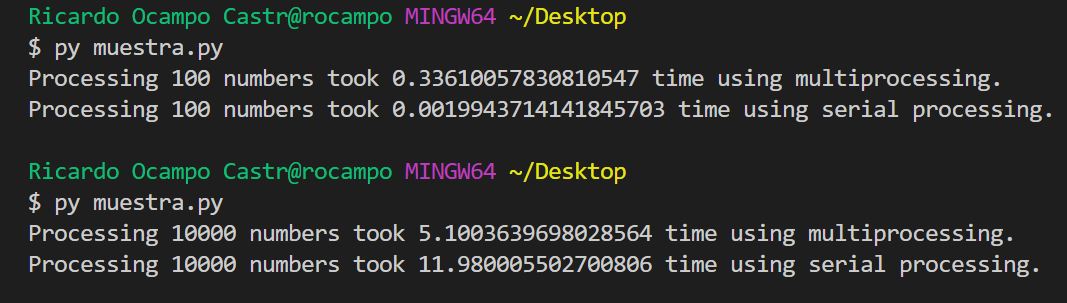 Ricardo Ocampo Castr@rocampo MINGW64 ~/Desktop
$ py muestra.py
Processing 100 numbers took 0.33610057830810547 time using multiprocessing.
Processing 100 numbers took 0.0019943714141845703 time using serial processing.
Ricardo Ocampo Castr@rocampo MINGW64 ~/Desktop
$ py muestra.py
Processing 10000 numbers took 5.1003639698028564 time using multiprocessing.
Processing 10000 numbers took 11.980005502700806 time using serial processing.